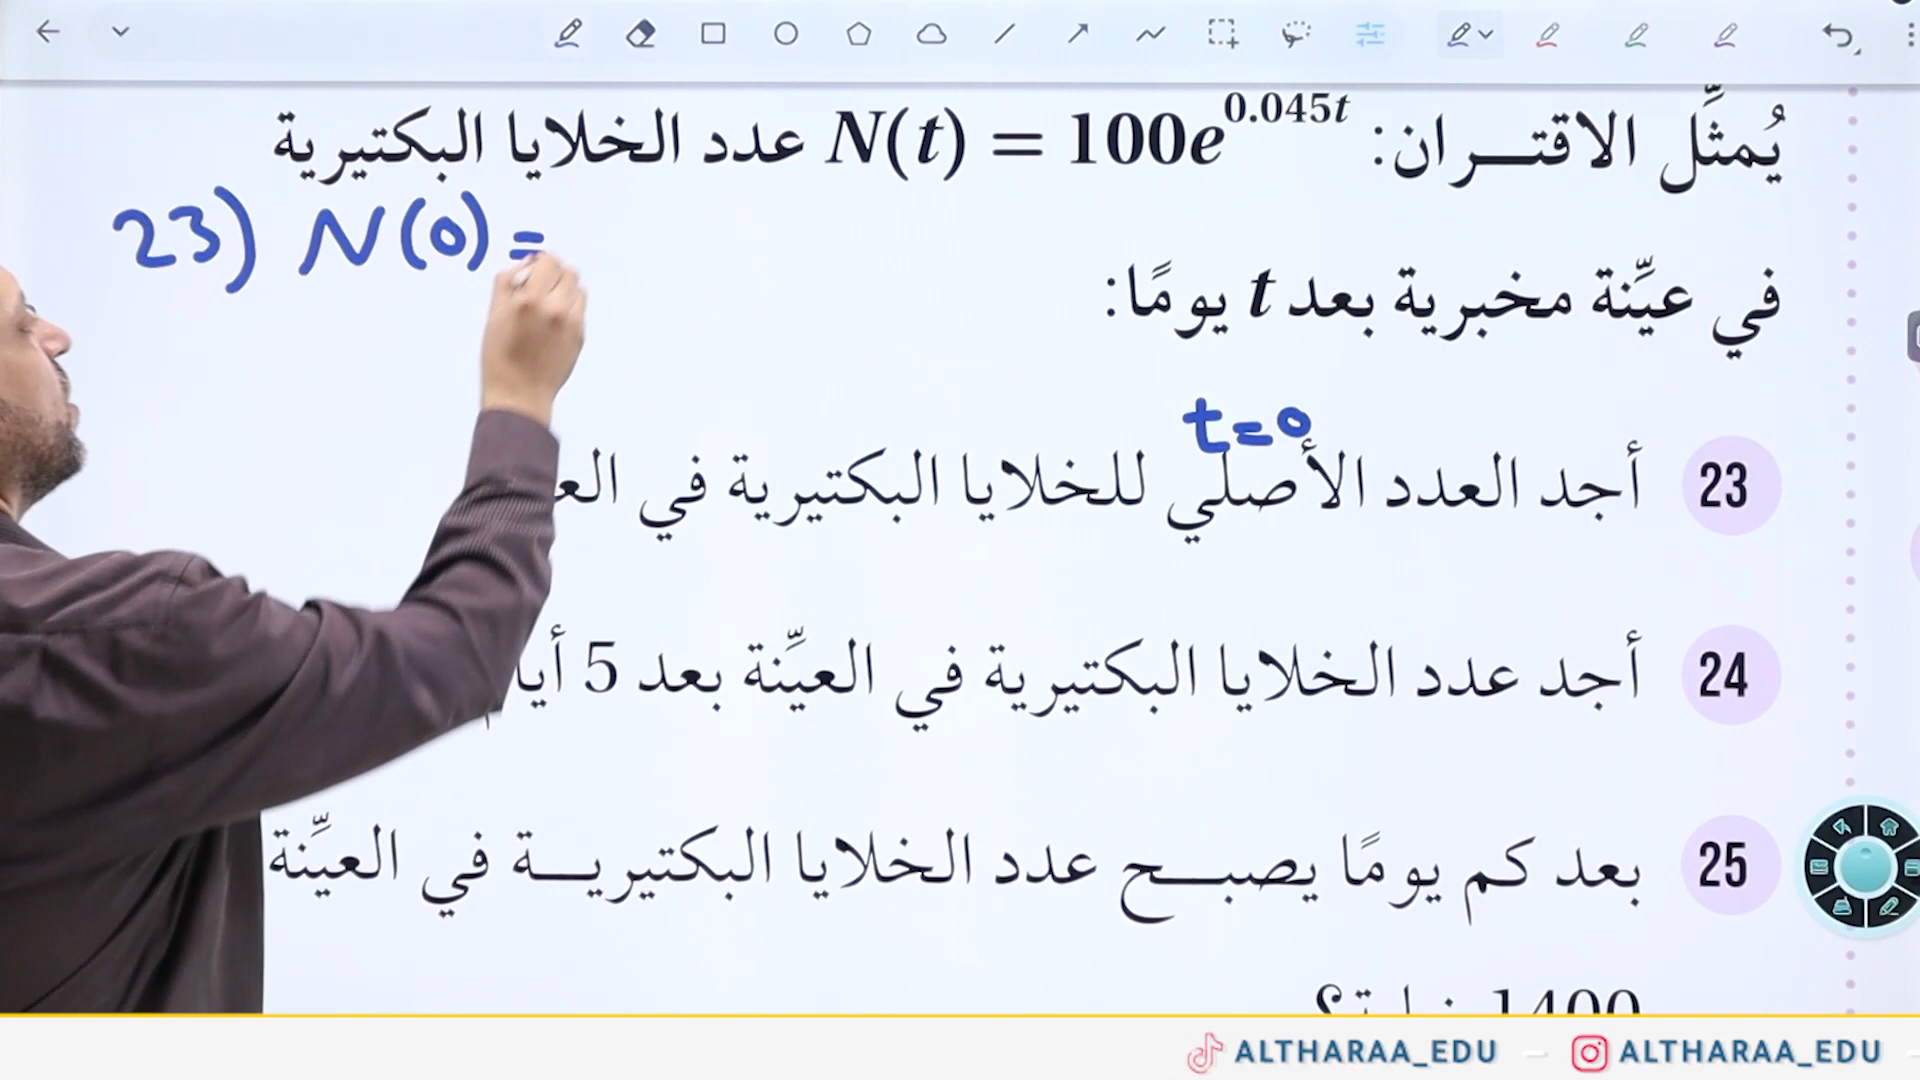 يُمثِّل الاقتـــران: N(t) = 100e^{0.045t} عدد الخلايا البكتيرية
23) N(0) =
في عيِّنة مخبرية بعد t يومًا:
t=0
23 أجد العدد الأصلي للخلايا البكتيرية في
24 أجد عدد الخلايا البكتيرية في العيِّنة بعد 5
25 بعد كم يومًا يصبـــح عدد الخلايا البكتيريـــة في العيِّنة
1400
ALTHARAA_EDU ALTHARAA_EDU